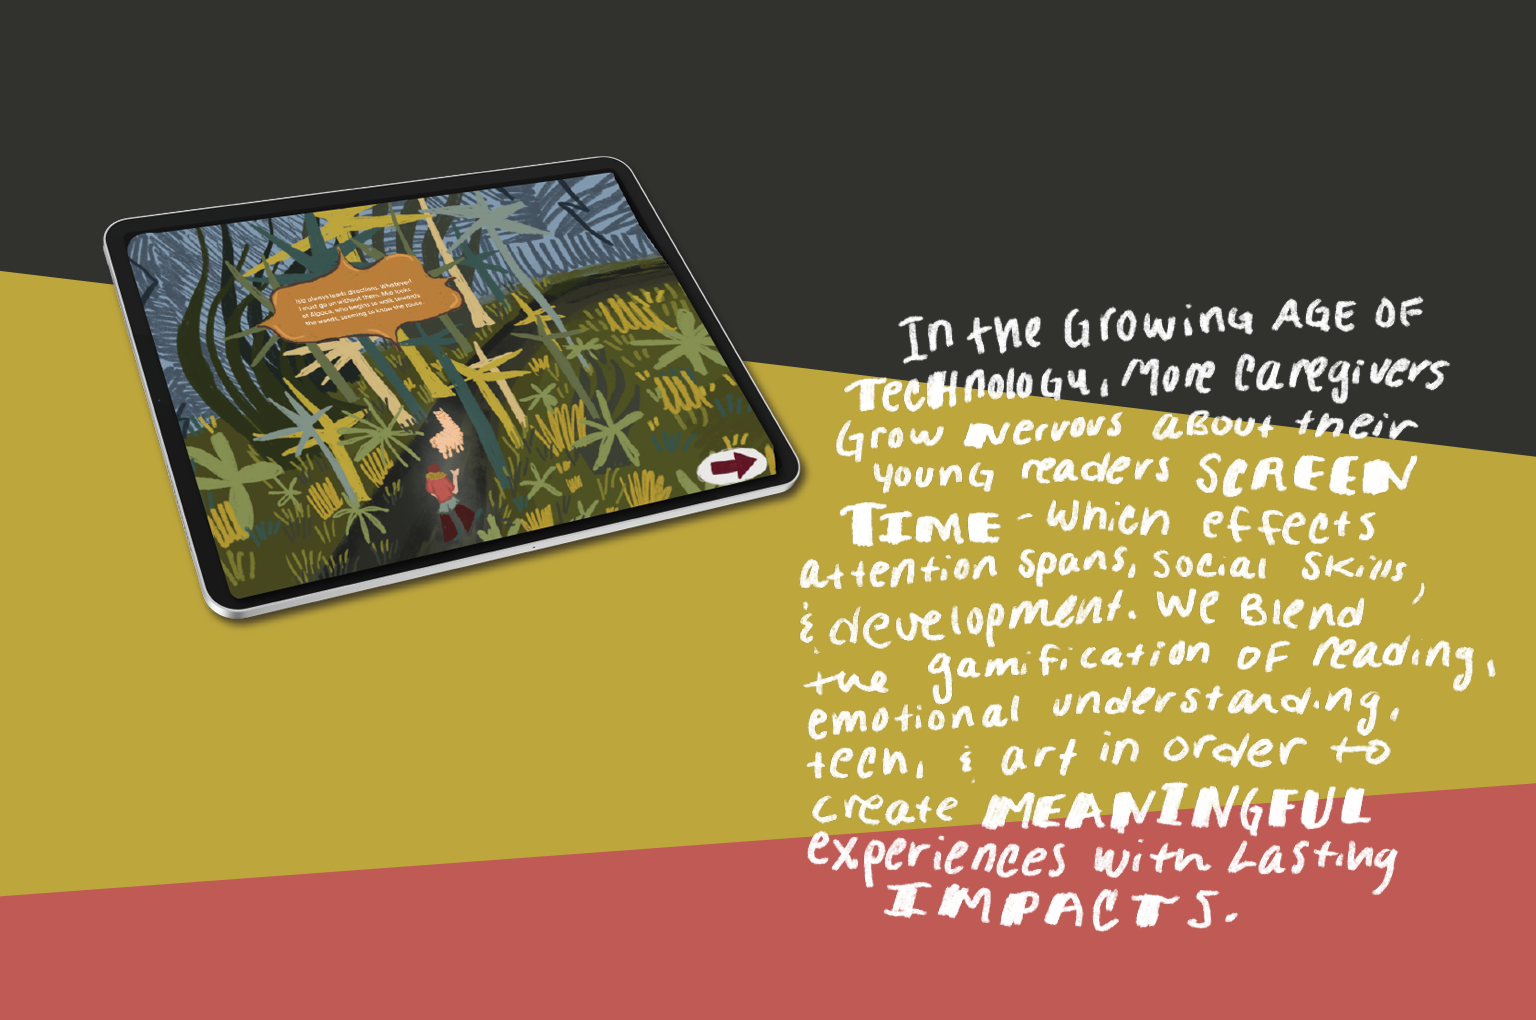 always leads directions. Whatever!
I must go on without them. Mia looks
at Alpaca, who begins to walk towards
the woods, seeming to know the route.
In the Growing AGE OF
TecHnoloGy, More Caregivers
Grow nervous aBout their
younG readers SCREEN
TIME - which effects
attention spans, social skills,
& development. We Blend
the gamification of reading,
emotional understanding,
tech, & art in order to
create MEANINGFUL
experiences with Lasting
IMPACTS.